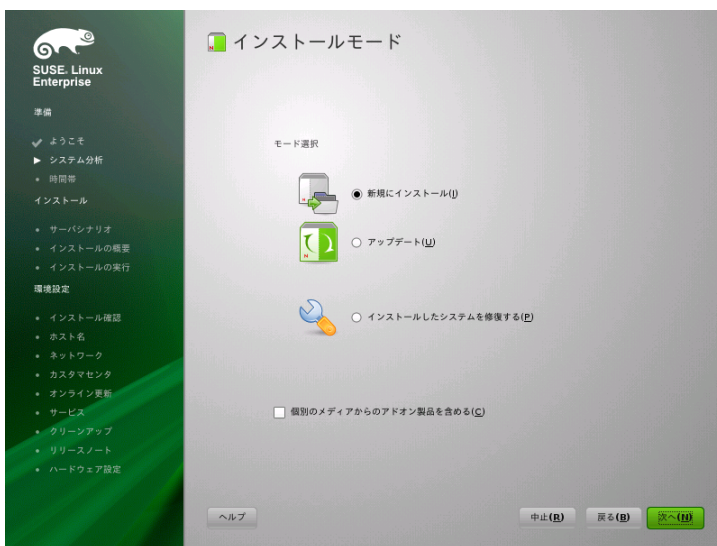 SUSE. Linux
Enterprise
準備
ようこそ
システム分析
時間帯
インストール
サーバシナリオ
インストールの概要
インストールの実行
環境設定
インストール確認
ホスト名
ネットワーク
カスタマセンタ
オンライン更新
サービス
クリーンアップ
リリースノート
ハードウェア設定
インストールモード
モード選択
新規にインストール(I)
アップデート(U)
インストールしたシステムを修復する(P)
個別のメディアからのアドオン製品を含める(C)
ヘルプ
中止(R)
戻る(B)
次へ(N)